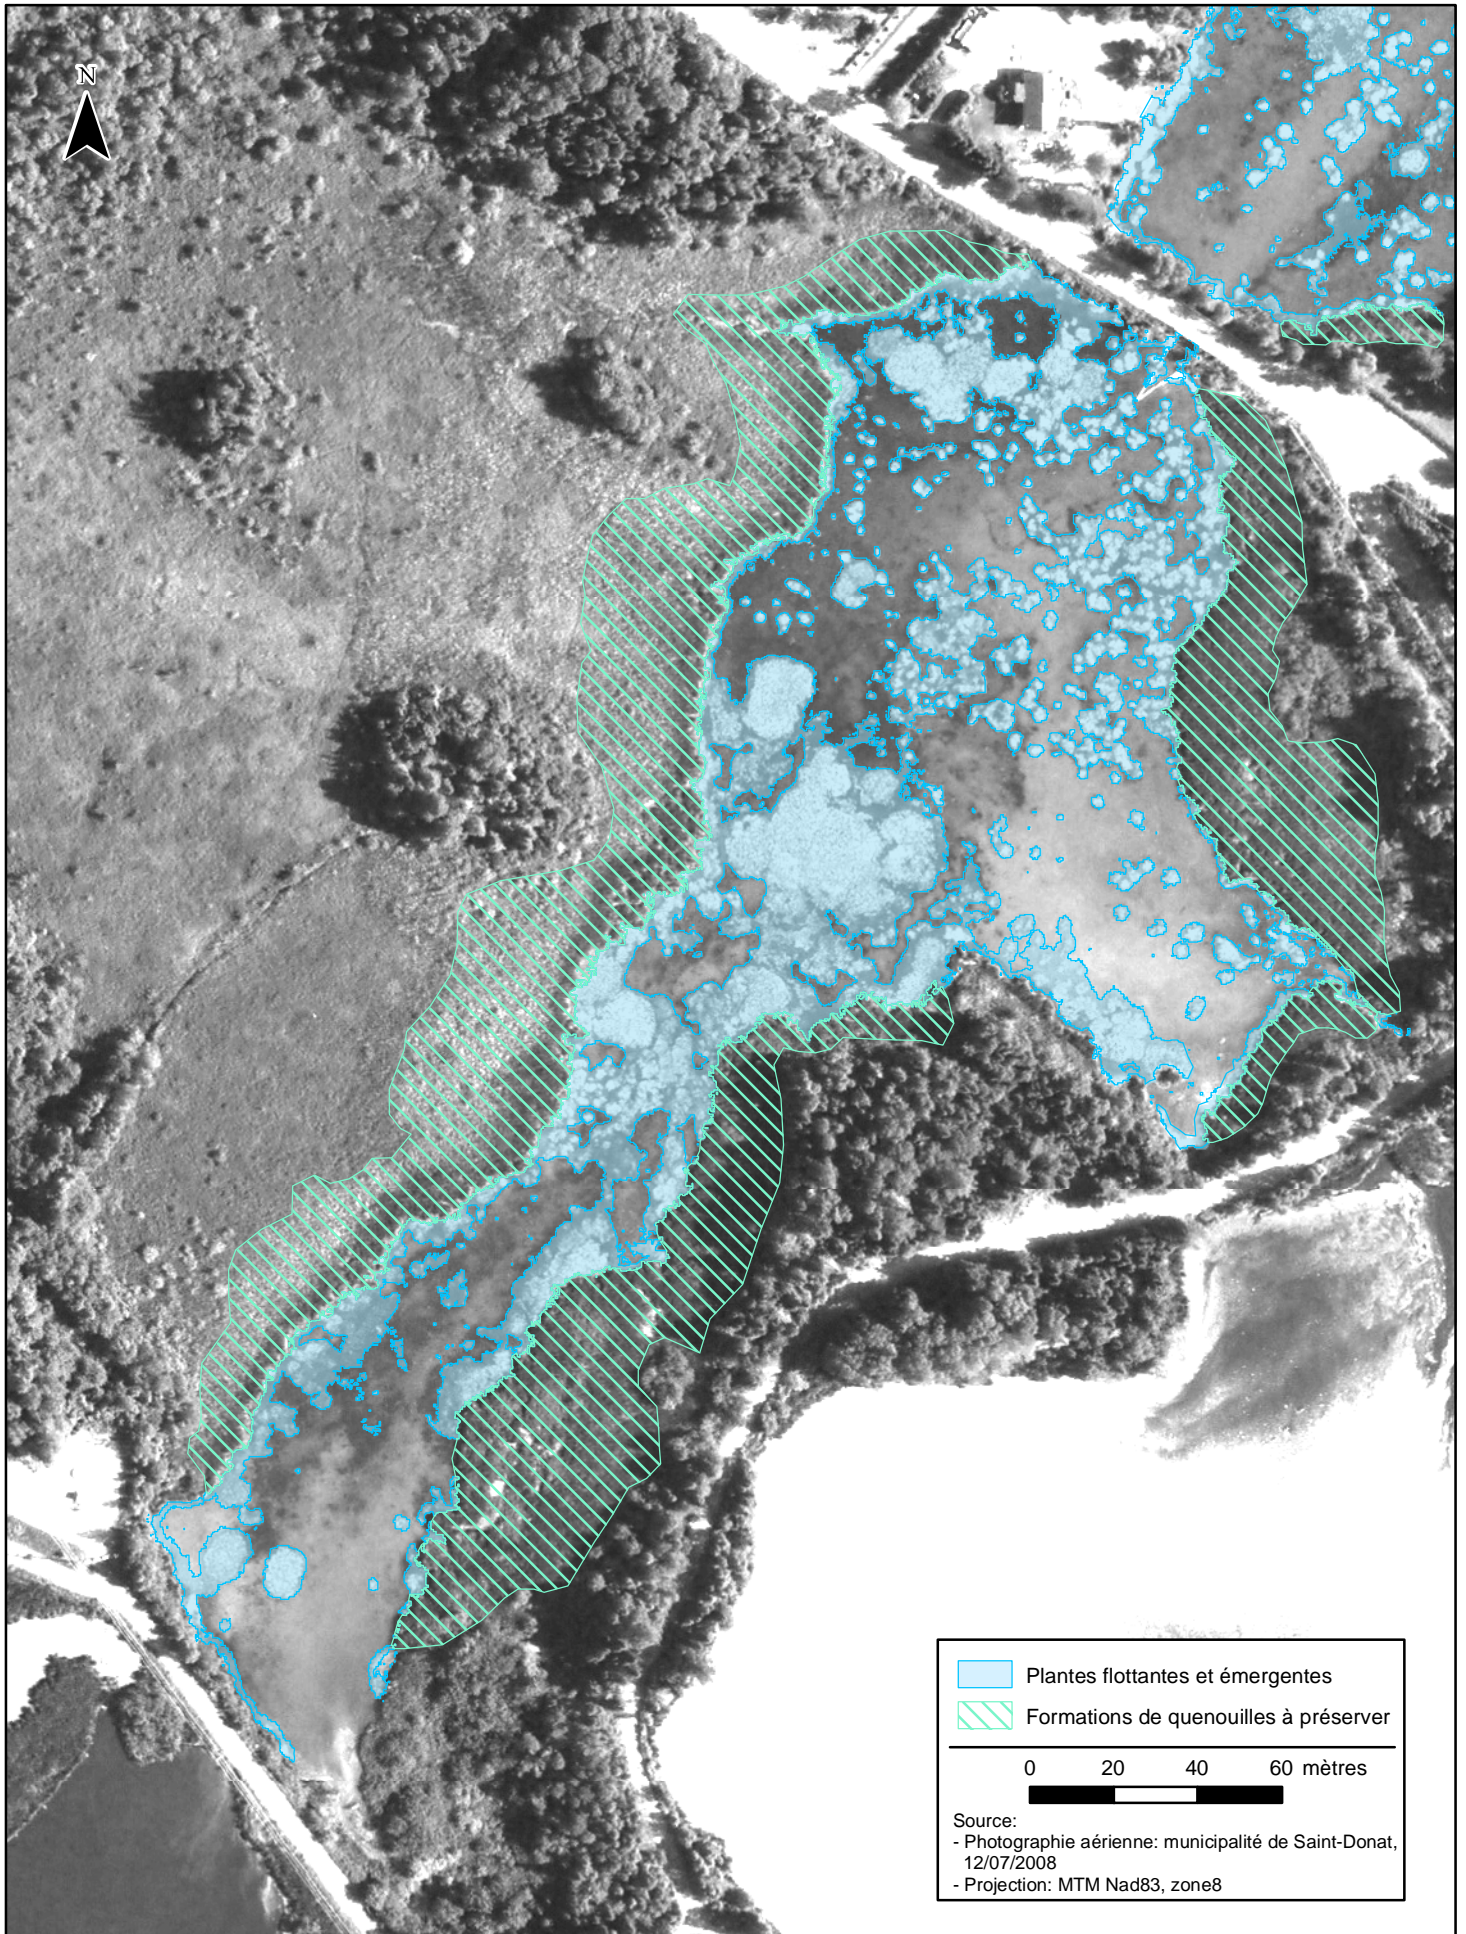 N
Plantes flottantes et émergentes
Formations de quenouilles à préserver
0 20 40 60 mètres
Source:
- Photographie aérienne: municipalité de Saint-Donat,
12/07/2008
- Projection: MTM Nad83, zone8